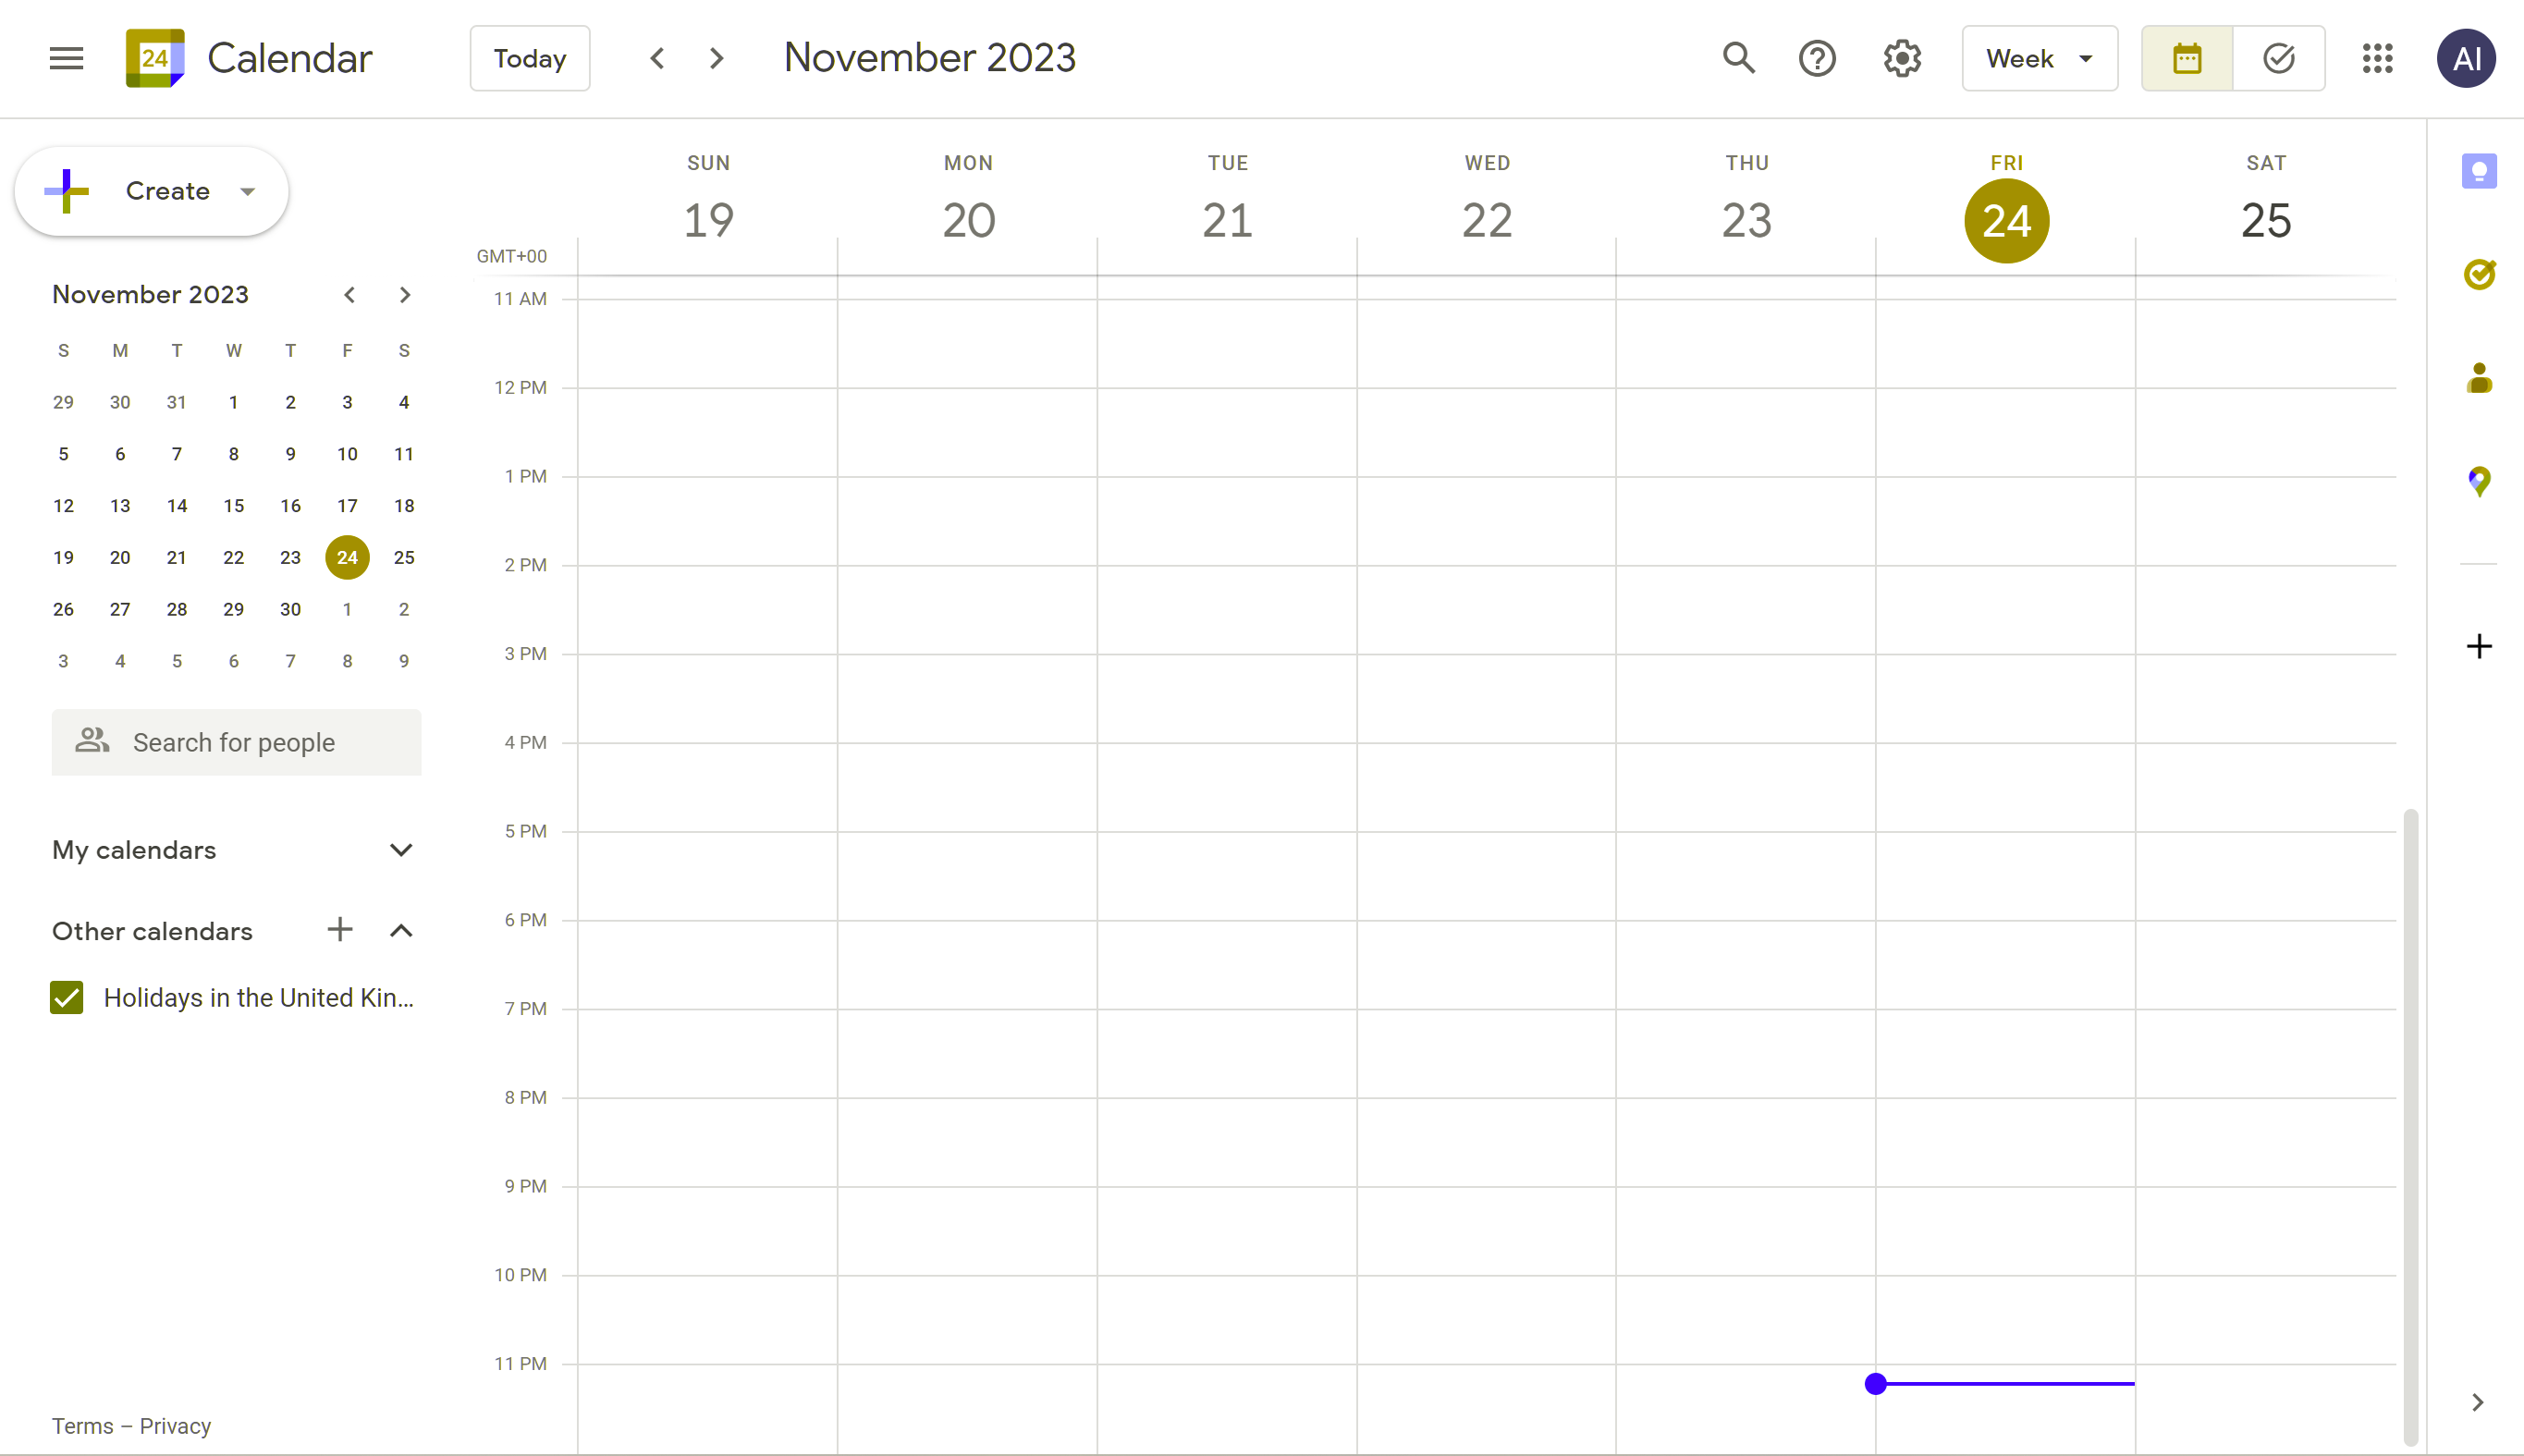 24 Calendar Today November 2023 Week AI
Create
November 2023
S M T W T F S
29 30 31 1 2 3 4
5 6 7 8 9 10 11
12 13 14 15 16 17 18
19 20 21 22 23 24 25
26 27 28 29 30 1 2
3 4 5 6 7 8 9
Search for people
My calendars
Other calendars
Holidays in the United Kin...
Terms – Privacy
SUN MON TUE WED THU FRI SAT
19 20 21 22 23 24 25
GMT+00
11 AM
12 PM
1 PM
2 PM
3 PM
4 PM
5 PM
6 PM
7 PM
8 PM
9 PM
10 PM
11 PM